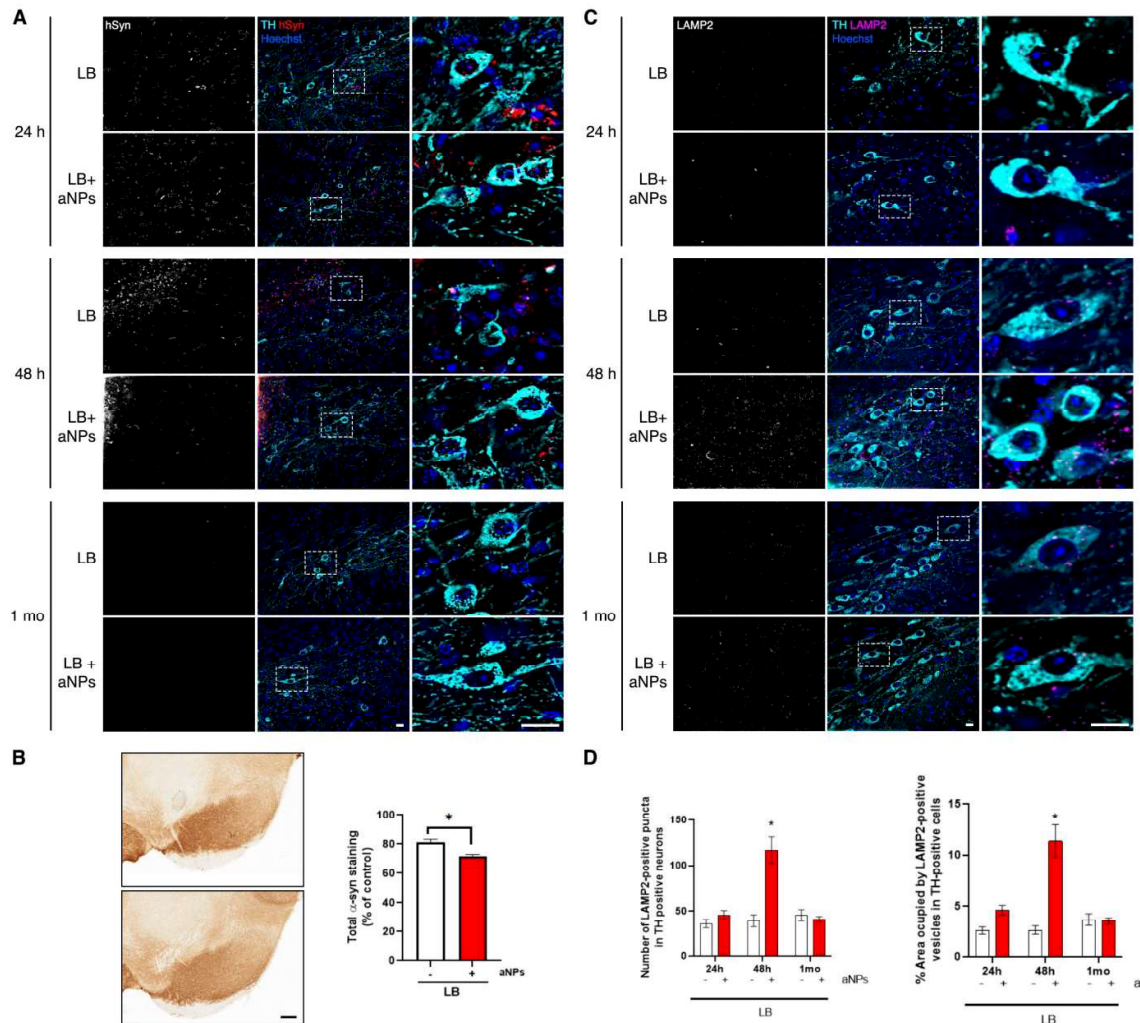 A
hSyn
TH hSyn
Hoechst
LB
24 h
LB+
aNPs
LB
48 h
LB+
aNPs
LB
1 mo
LB +
aNPs
C
LAMP2
TH LAMP2
Hoechst
LB
24 h
LB+
aNPs
LB
48 h
LB+
aNPs
LB
1 mo
LB +
aNPs
B
Total α-syn staining
(% of control)
100
80
60
40
20
0
*
- + aNPs
LB
D
Number of LAMP2-positive puncta
in TH-positive neurons
150
100
50
0
*
24h 48h 1mo
- + - + - + aNPs
LB
% Area ocupied by LAMP2-positive
vesicles in TH-positive cells
15
10
5
0
*
24h 48h 1mo
- + - + - + a
LB